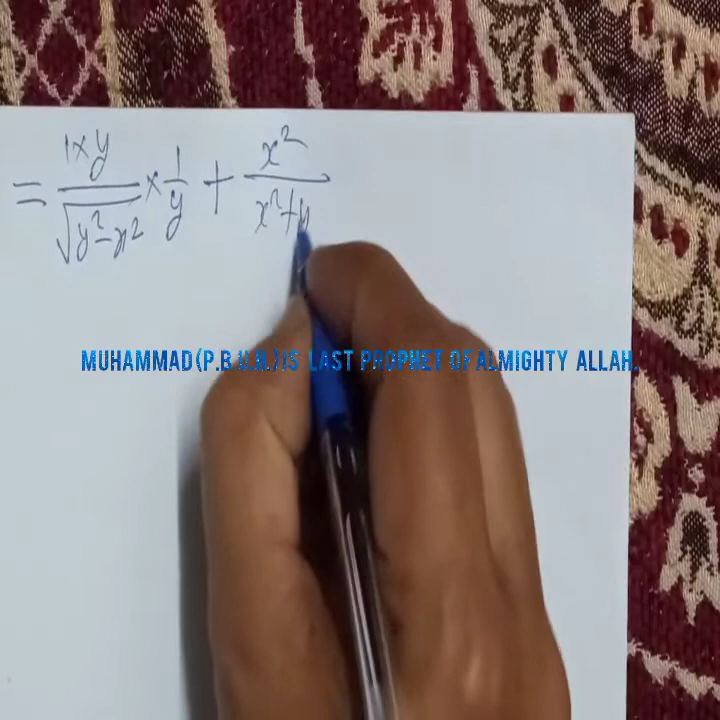 = (1×y)/√(y²-x²) × 1/y + x²/(x²+y
MUHAMMAD(P.B.U.H.)IS LAST PROPHET OF ALMIGHTY ALLAH.